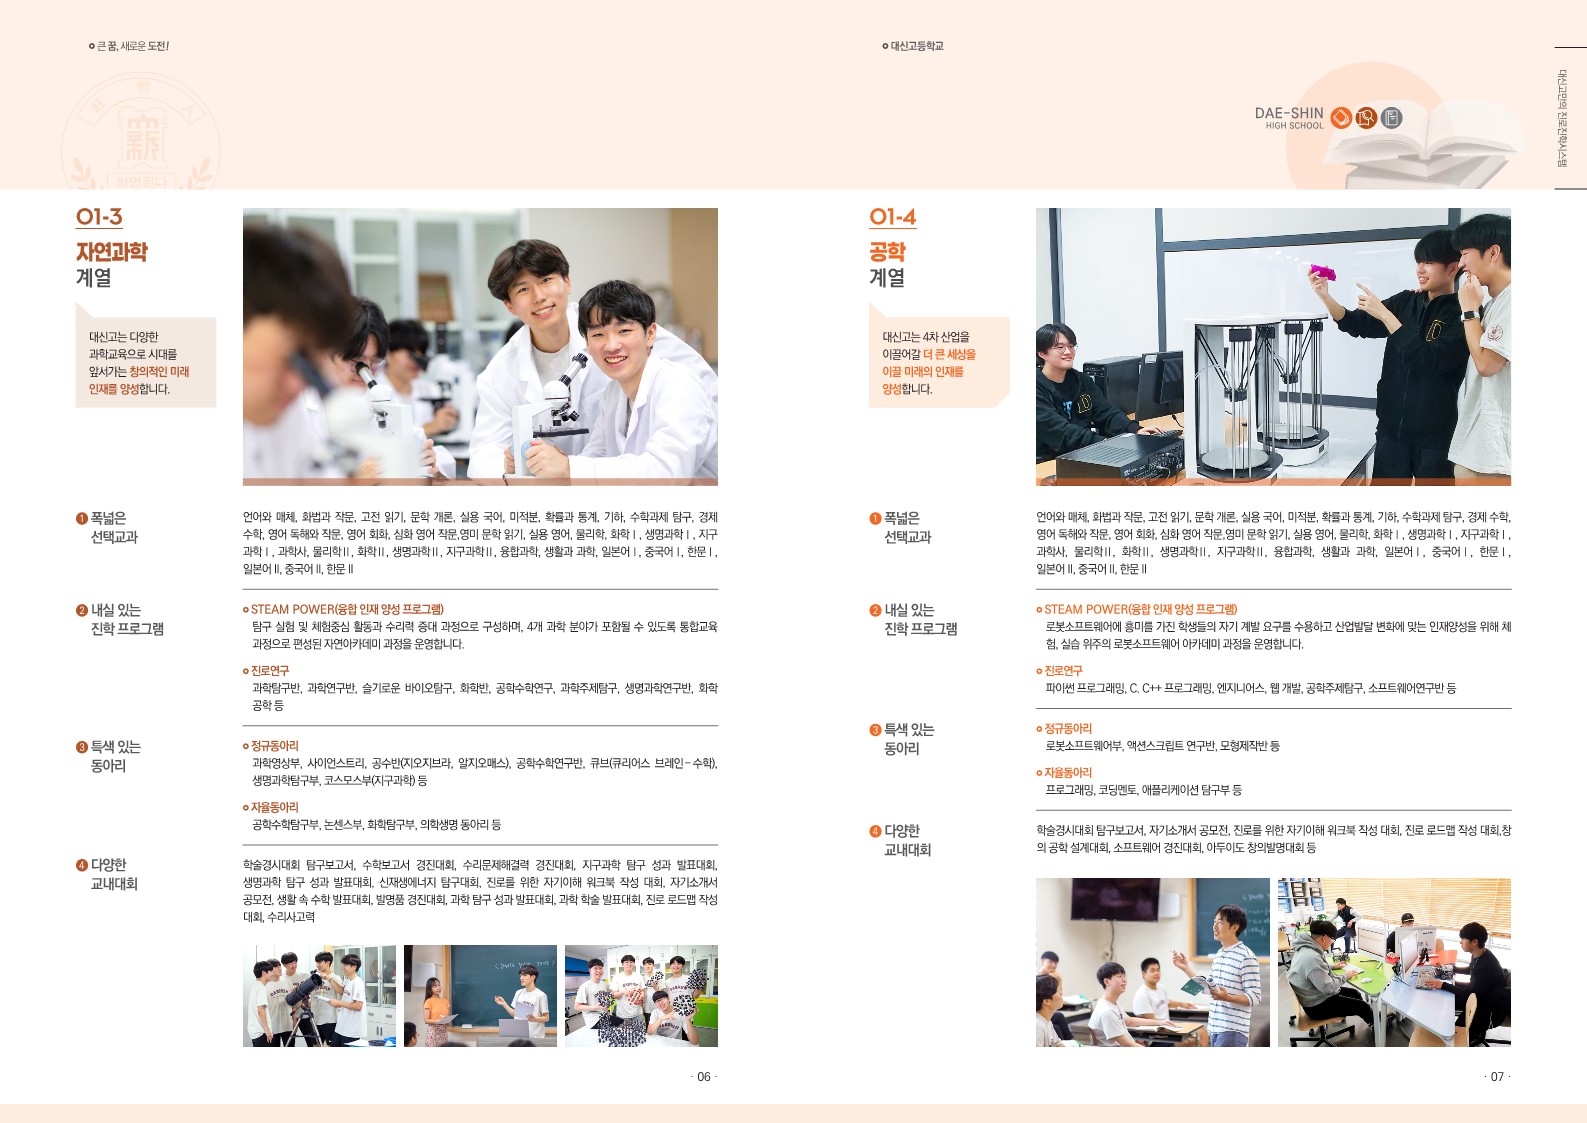 큰 꿈, 새로운 도전!
01-3
자연과학
계열
대신고는 다양한
과학교육으로 시대를
앞서가는 창의적인 미래
인재를 양성합니다.
1 폭넓은
선택교과
언어와 매체, 화법과 작문, 고전 읽기, 문학 개론, 실용 국어, 미적분, 확률과 통계, 기하, 수학과제 탐구, 경제
수학, 영어 독해와 작문, 영어 회화, 심화 영어 작문,영미 문학 읽기, 실용 영어, 물리학, 화학Ⅰ, 생명과학Ⅰ, 지구
과학Ⅰ, 과학사, 물리학Ⅱ, 화학Ⅱ, 생명과학Ⅱ, 지구과학Ⅱ, 융합과학, 생활과 과학, 일본어Ⅰ, 중국어Ⅰ, 한문Ⅰ,
일본어Ⅱ, 중국어Ⅱ, 한문Ⅱ
2 내실 있는
진학 프로그램
STEAM POWER(융합 인재 양성 프로그램)
탐구 실험 및 체험중심 활동과 수리력 증대 과정으로 구성하며, 4개 과학 분야가 포함될 수 있도록 통합교육
과정으로 편성된 자연아카데미 과정을 운영합니다.
진로연구
과학탐구반, 과학연구반, 슬기로운 바이오탐구, 화학반, 공학수학연구, 과학주제탐구, 생명과학연구반, 화학
공학 등
3 특색 있는
동아리
정규동아리
과학영상부, 사이언스트리, 공수반(지오지브라, 알지오매스), 공학수학연구반, 큐브(큐리어스 브레인-수학),
생명과학탐구부, 코스모스부(지구과학) 등
자율동아리
공학수학탐구부, 논센스부, 화학탐구부, 의학생명 동아리 등
4 다양한
교내대회
학술경시대회 탐구보고서, 수학보고서 경진대회, 수리문제해결력 경진대회, 지구과학 탐구 성과 발표대회,
생명과학 탐구 성과 발표대회, 신재생에너지 탐구대회, 진로를 위한 자기이해 워크북 작성 대회, 자기소개서
공모전, 생활 속 수학 발표대회, 발명품 경진대회, 과학 탐구 성과 발표대회, 과학 학술 발표대회, 진로 로드맵 작성
대회, 수리사고력
· 06 ·
대신고등학교
DAE-SHIN
HIGH SCHOOL
대신고만의 진로진학시스템
01-4
공학
계열
대신고는 4차 산업을
이끌어갈 더 큰 세상을
이끌 미래의 인재를
양성합니다.
1 폭넓은
선택교과
언어와 매체, 화법과 작문, 고전 읽기, 문학 개론, 실용 국어, 미적분, 확률과 통계, 기하, 수학과제 탐구, 경제 수학,
영어 독해와 작문, 영어 회화, 심화 영어 작문,영미 문학 읽기, 실용 영어, 물리학, 화학Ⅰ, 생명과학Ⅰ, 지구과학Ⅰ,
과학사, 물리학Ⅱ, 화학Ⅱ, 생명과학Ⅱ, 지구과학Ⅱ, 융합과학, 생활과 과학, 일본어Ⅰ, 중국어Ⅰ, 한문Ⅰ,
일본어Ⅱ, 중국어Ⅱ, 한문Ⅱ
2 내실 있는
진학 프로그램
STEAM POWER(융합 인재 양성 프로그램)
로봇소프트웨어에 흥미를 가진 학생들의 자기 계발 요구를 수용하고 산업발달 변화에 맞는 인재양성을 위해 체
험, 실습 위주의 로봇소프트웨어 아카데미 과정을 운영합니다.
진로연구
파이썬 프로그래밍, C. C++ 프로그래밍, 엔지니어스, 웹 개발, 공학주제탐구, 소프트웨어연구반 등
3 특색 있는
동아리
정규동아리
로봇소프트웨어부, 액션스크립트 연구반, 모형제작반 등
자율동아리
프로그래밍, 코딩멘토, 애플리케이션 탐구부 등
4 다양한
교내대회
학술경시대회 탐구보고서, 자기소개서 공모전, 진로를 위한 자기이해 워크북 작성 대회, 진로 로드맵 작성 대회,창
의 공학 설계대회, 소프트웨어 경진대회, 아두이도 창의발명대회 등
· 07 ·